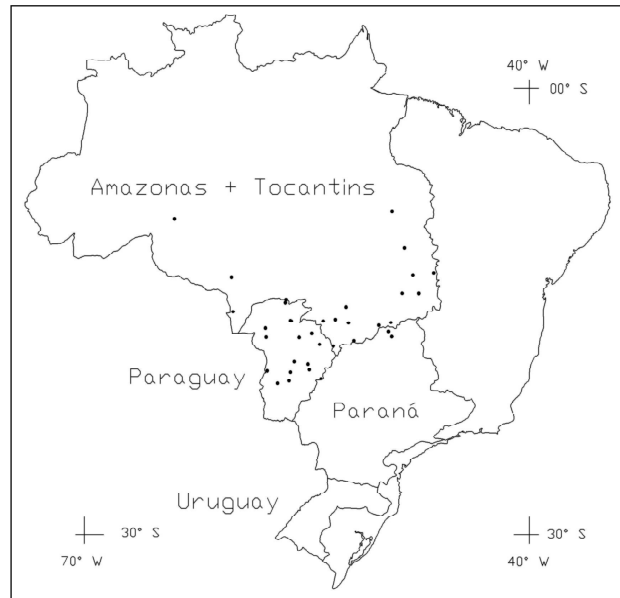 40° W
00° S
Amazonas + Tocantins
Paraguay
Paraná
Uruguay
30° S
70° W
30° S
40° W